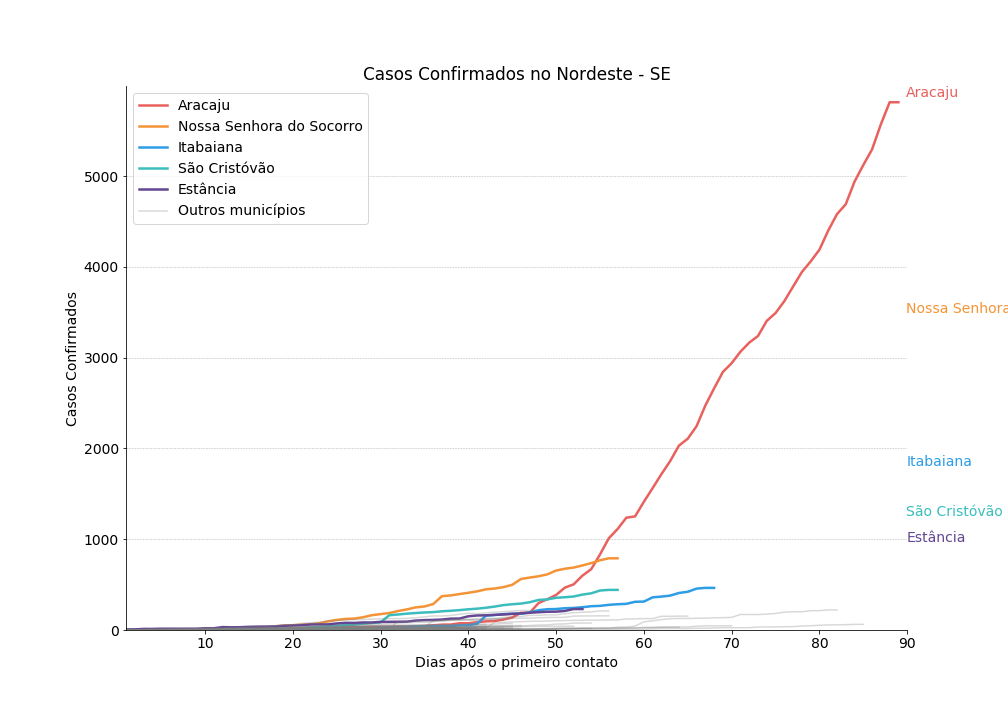 Casos Confirmados no Nordeste - SE
Aracaju
Nossa Senhora do Socorro
Itabaiana
São Cristóvão
Estância
Outros municípios
Casos Confirmados
5000
4000
3000
2000
1000
0
10
20
30
40
50
60
70
80
90
Dias após o primeiro contato
Aracaju
Nossa Senhora
Itabaiana
São Cristóvão
Estância